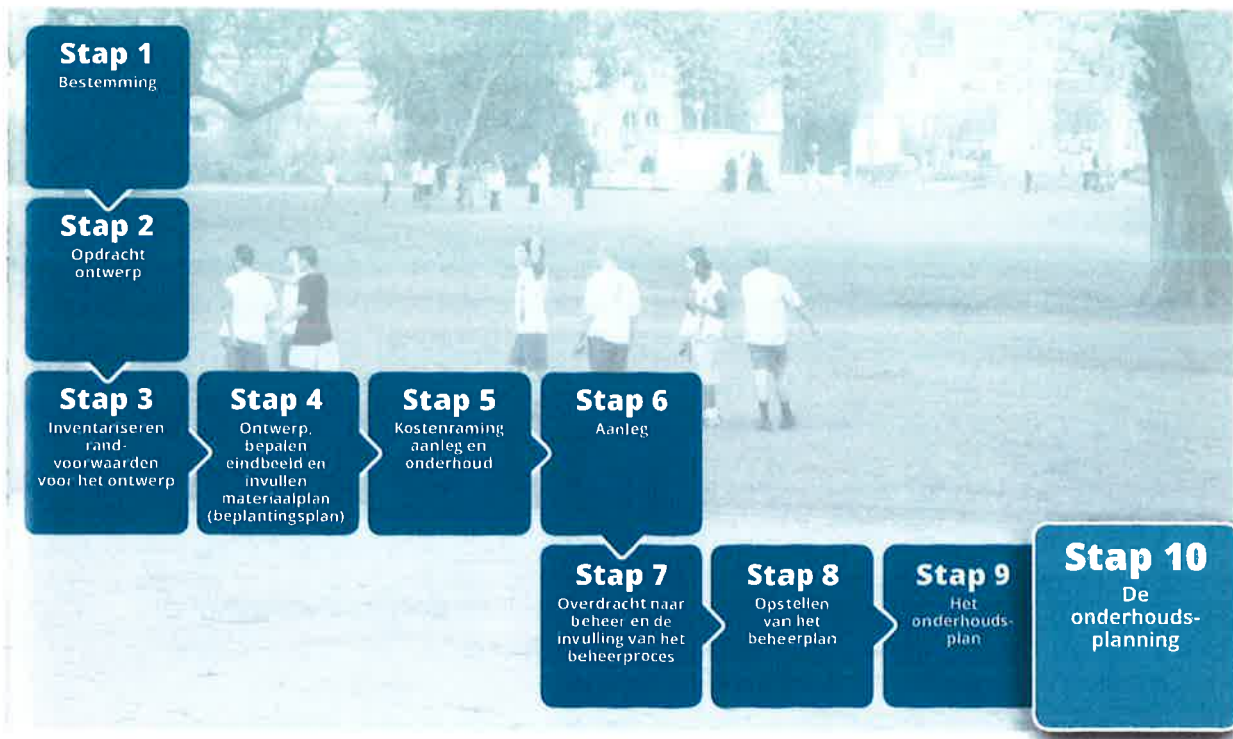 Stap 1
Bestemming
Stap 2
Opdracht
ontwerp
Stap 3
Inventariseren
rand-
voorwaarden
voor het ontwerp
Stap 4
Ontwerp,
bepalen
eindbeeld en
invullen
materiaalplan
(beplantingsplan)
Stap 5
Kostenraming
aanleg en
onderhoud
Stap 6
Aanleg
Stap 7
Overdracht naar
beheer en de
invulling van het
beheerproces
Stap 8
Opstellen
van het
beheerplan
Stap 9
Het
onderhouds-
plan
Stap 10
De
onderhouds-
planning